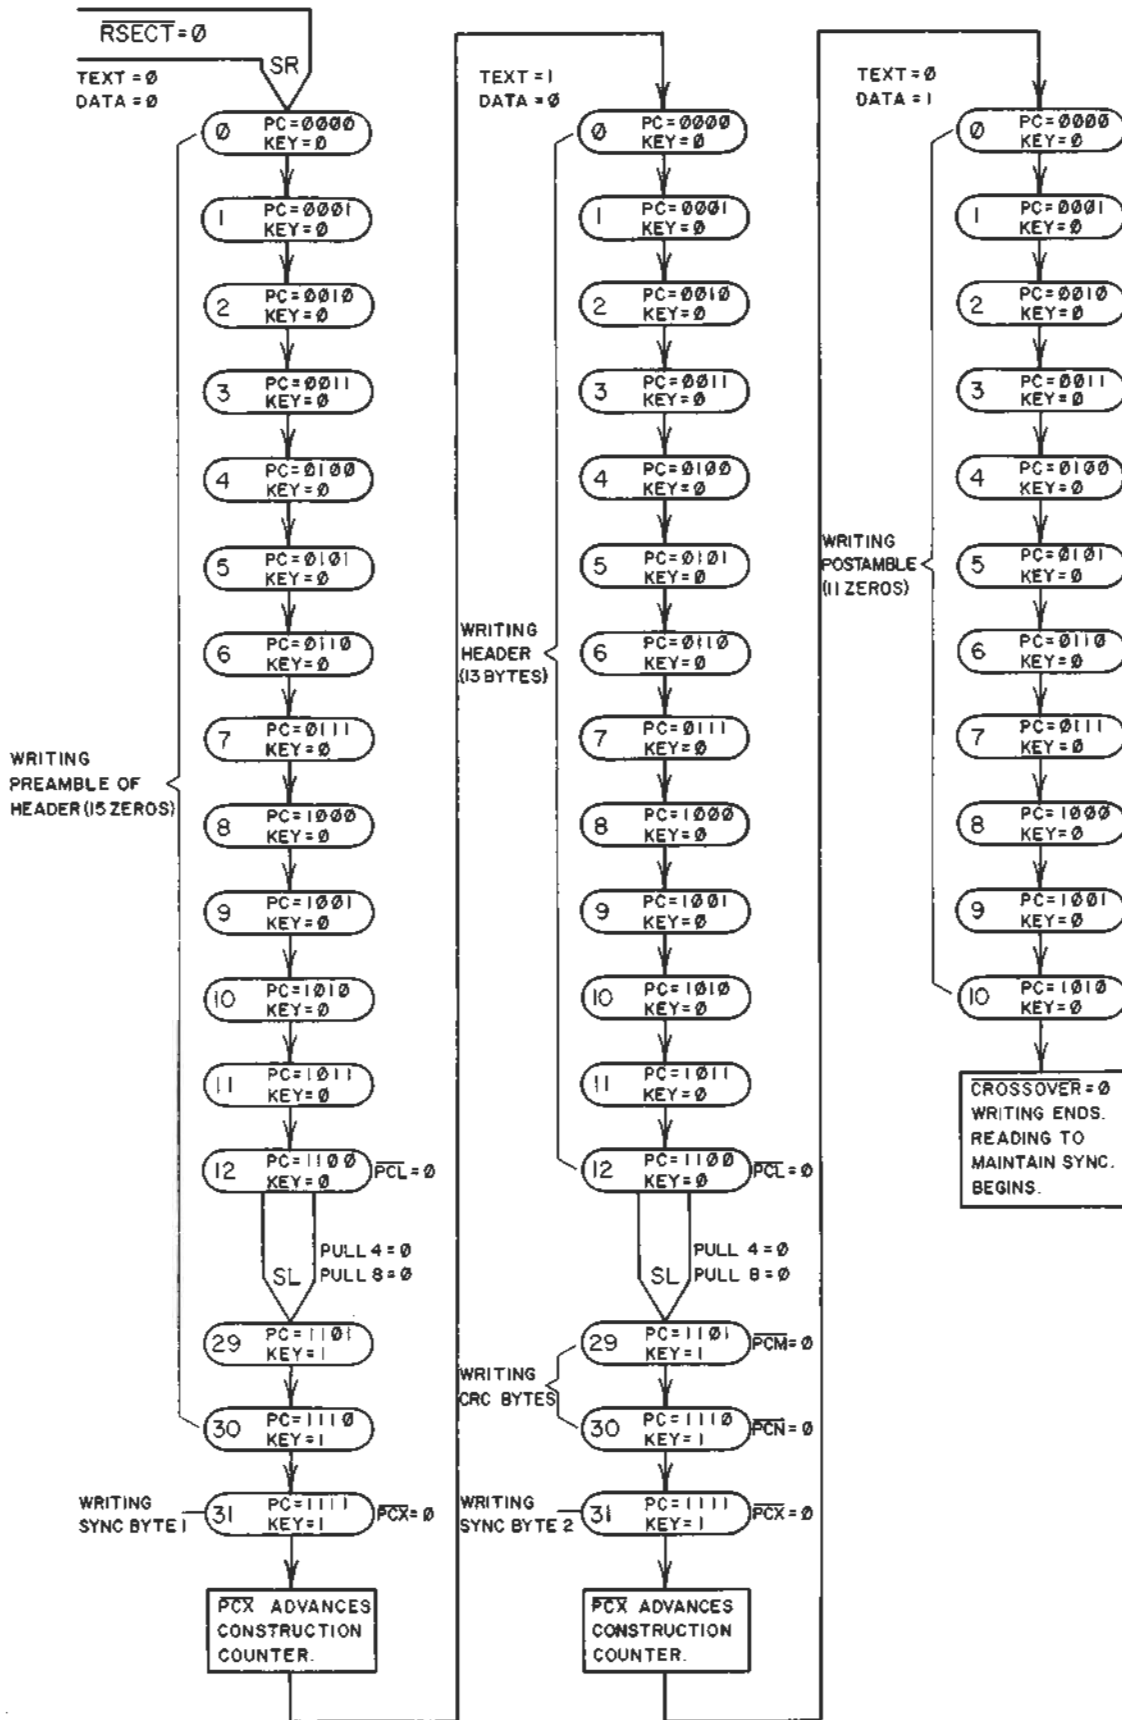 RSECT=Ø
SR
TEXT=Ø
DATA=Ø
0 PC=ØØØØ
KEY=Ø
1 PC=ØØØ1
KEY=Ø
2 PC=ØØ1Ø
KEY=Ø
3 PC=ØØ11
KEY=Ø
4 PC=Ø1ØØ
KEY=Ø
5 PC=Ø1Ø1
KEY=Ø
6 PC=Ø11Ø
KEY=Ø
7 PC=Ø111
KEY=Ø
WRITING
PREAMBLE OF
HEADER (15 ZEROS)
8 PC=1ØØØ
KEY=Ø
9 PC=1ØØ1
KEY=Ø
10 PC=1Ø1Ø
KEY=Ø
11 PC=1Ø11
KEY=Ø
12 PC=11ØØ
KEY=Ø
PCL=Ø
PULL 4=Ø
SL PULL 8=Ø
29 PC=11Ø1
KEY=1
30 PC=111Ø
KEY=1
WRITING
SYNC BYTE 1
31 PC=1111
KEY=1
PCX=Ø
PCX ADVANCES
CONSTRUCTION
COUNTER.
TEXT=1
DATA=Ø
0 PC=ØØØØ
KEY=Ø
1 PC=ØØØ1
KEY=Ø
2 PC=ØØ1Ø
KEY=Ø
3 PC=ØØ11
KEY=Ø
4 PC=Ø1ØØ
KEY=Ø
5 PC=Ø1Ø1
KEY=Ø
WRITING
HEADER
(13 BYTES)
6 PC=Ø11Ø
KEY=Ø
7 PC=Ø111
KEY=Ø
8 PC=1ØØØ
KEY=Ø
9 PC=1ØØ1
KEY=Ø
10 PC=1Ø1Ø
KEY=Ø
11 PC=1Ø11
KEY=Ø
12 PC=11ØØ
KEY=Ø
PCL=Ø
PULL 4=Ø
SL PULL 8=Ø
29 PC=11Ø1
KEY=1
PCM=Ø
WRITING
CRC BYTES
30 PC=111Ø
KEY=1
PCN=Ø
WRITING
SYNC BYTE 2
31 PC=1111
KEY=1
PCX=Ø
PCX ADVANCES
CONSTRUCTION
COUNTER.
TEXT=Ø
DATA=1
0 PC=ØØØØ
KEY=Ø
1 PC=ØØØ1
KEY=Ø
2 PC=ØØ1Ø
KEY=Ø
3 PC=ØØ11
KEY=Ø
4 PC=Ø1ØØ
KEY=Ø
WRITING
POSTAMBLE
(11 ZEROS)
5 PC=Ø1Ø1
KEY=Ø
6 PC=Ø11Ø
KEY=Ø
7 PC=Ø111
KEY=Ø
8 PC=1ØØØ
KEY=Ø
9 PC=1ØØ1
KEY=Ø
10 PC=1Ø1Ø
KEY=Ø
CROSSOVER=Ø
WRITING ENDS.
READING TO
MAINTAIN SYNC.
BEGINS.